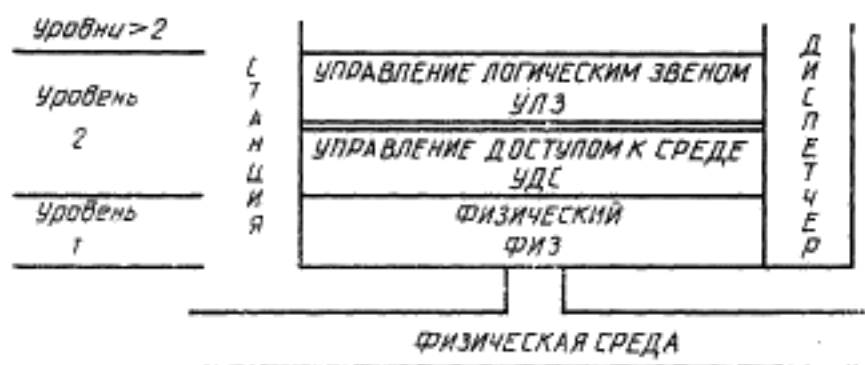 Уровни>2
Уровень
2
Уровень
1
СТАНЦИЯ
УПРАВЛЕНИЕ ЛОГИЧЕСКИМ ЗВЕНОМ
УЛЗ
УПРАВЛЕНИЕ ДОСТУПОМ К СРЕДЕ
УДС
ФИЗИЧЕСКИЙ
ФИЗ
ДИСПЕТЧЕР
ФИЗИЧЕСКАЯ СРЕДА